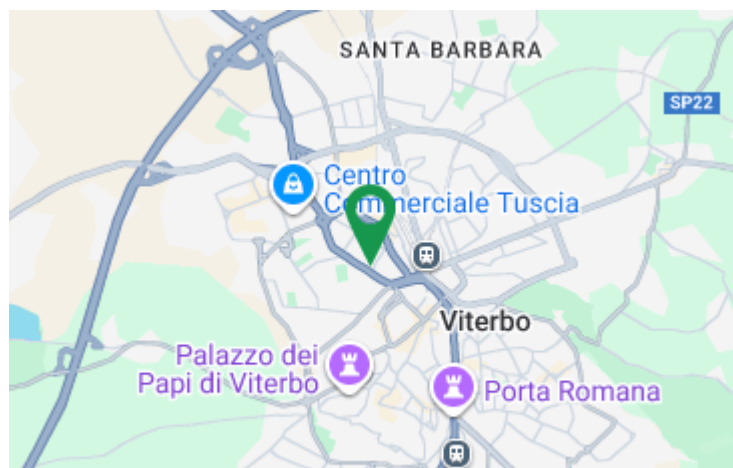 SANTA BARBARA
SP22
Centro
Commerciale Tuscia
Viterbo
Palazzo dei
Papi di Viterbo
Porta Romana